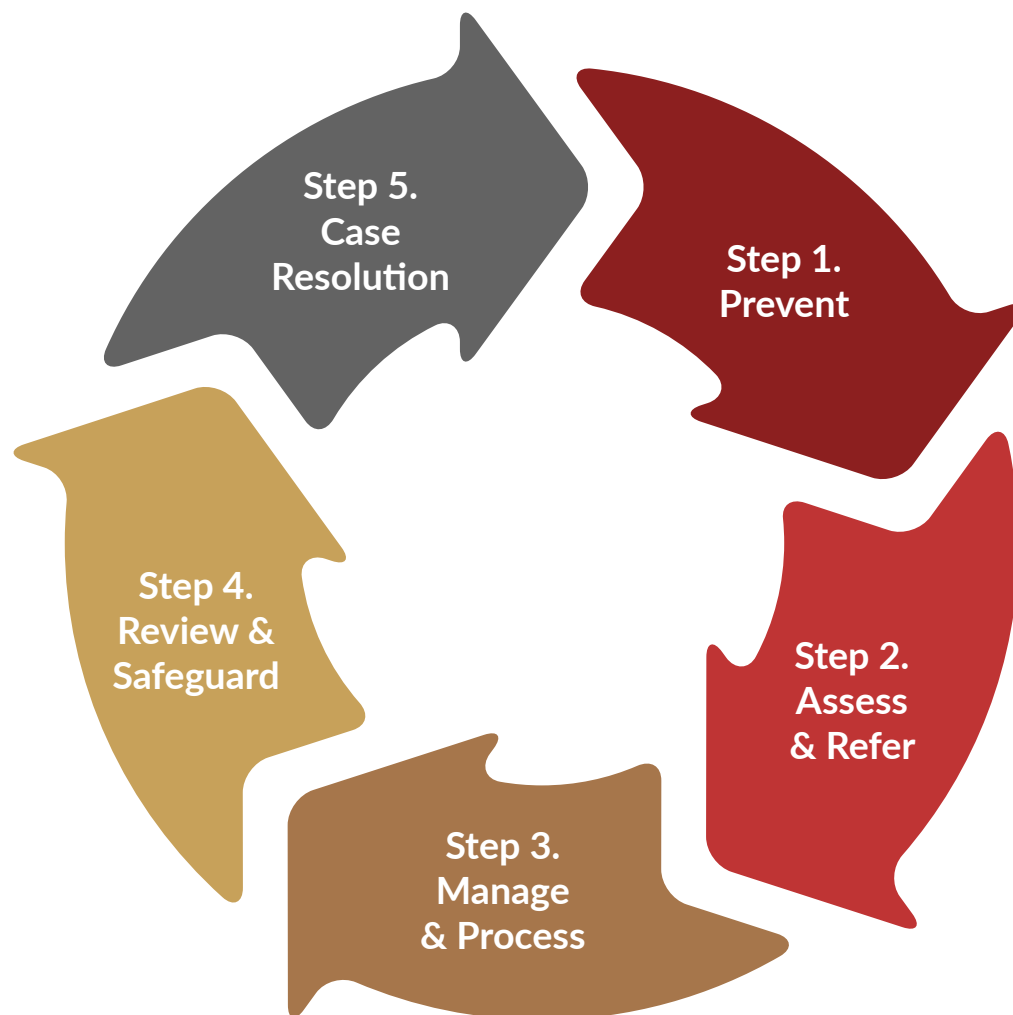 Step 1.
Prevent
Step 2.
Assess
& Refer
Step 3.
Manage
& Process
Step 4.
Review &
Safeguard
Step 5.
Case
Resolution